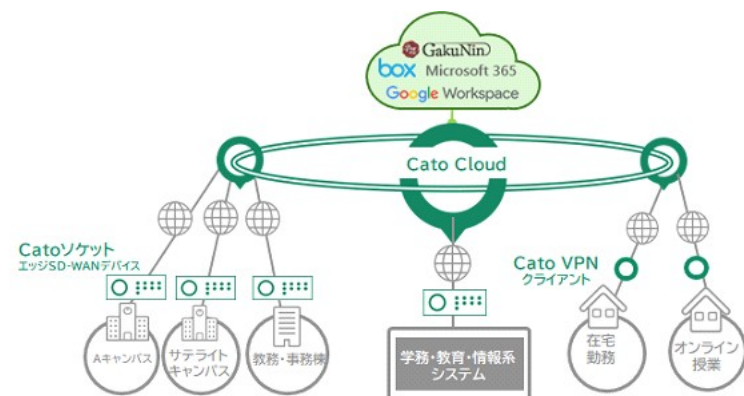 GakuNin
box Microsoft 365
Google Workspace
Cato Cloud
Catoソケット
エッジSD-WANデバイス
Cato VPN
クライアント
Aキャンパス
サテライト
キャンパス
教務・事務棟
学務・教育・情報系
システム
在宅
勤務
オンライン
授業